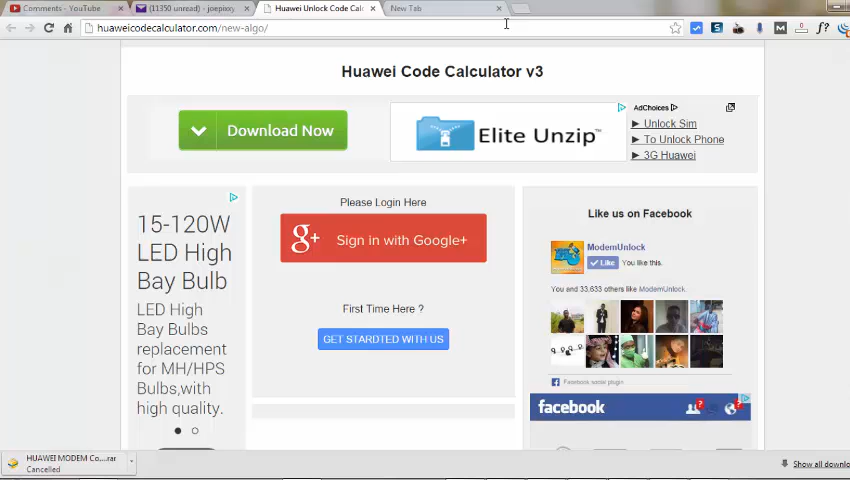 Comments - YouTube
(11350 unread) - joepixxy
Huawei Unlock Code Calc
New Tab
huaweicodecalculator.com/new-algo/
Huawei Code Calculator v3
Download Now
Elite Unzip™
AdChoices
► Unlock Sim
► To Unlock Phone
► 3G Huawei
15-120W
LED High
Bay Bulb
LED High
Bay Bulbs
replacement
for MH/HPS
Bulbs,with
high quality.
Please Login Here
g+ Sign in with Google+
First Time Here ?
GET STARDTED WITH US
Like us on Facebook
ModemUnlock
Like You like this.
You and 33,633 others like ModemUnlock.
Facebook social plugin
facebook
HUAWEI MODEM Co....rar
Cancelled
Show all downlo